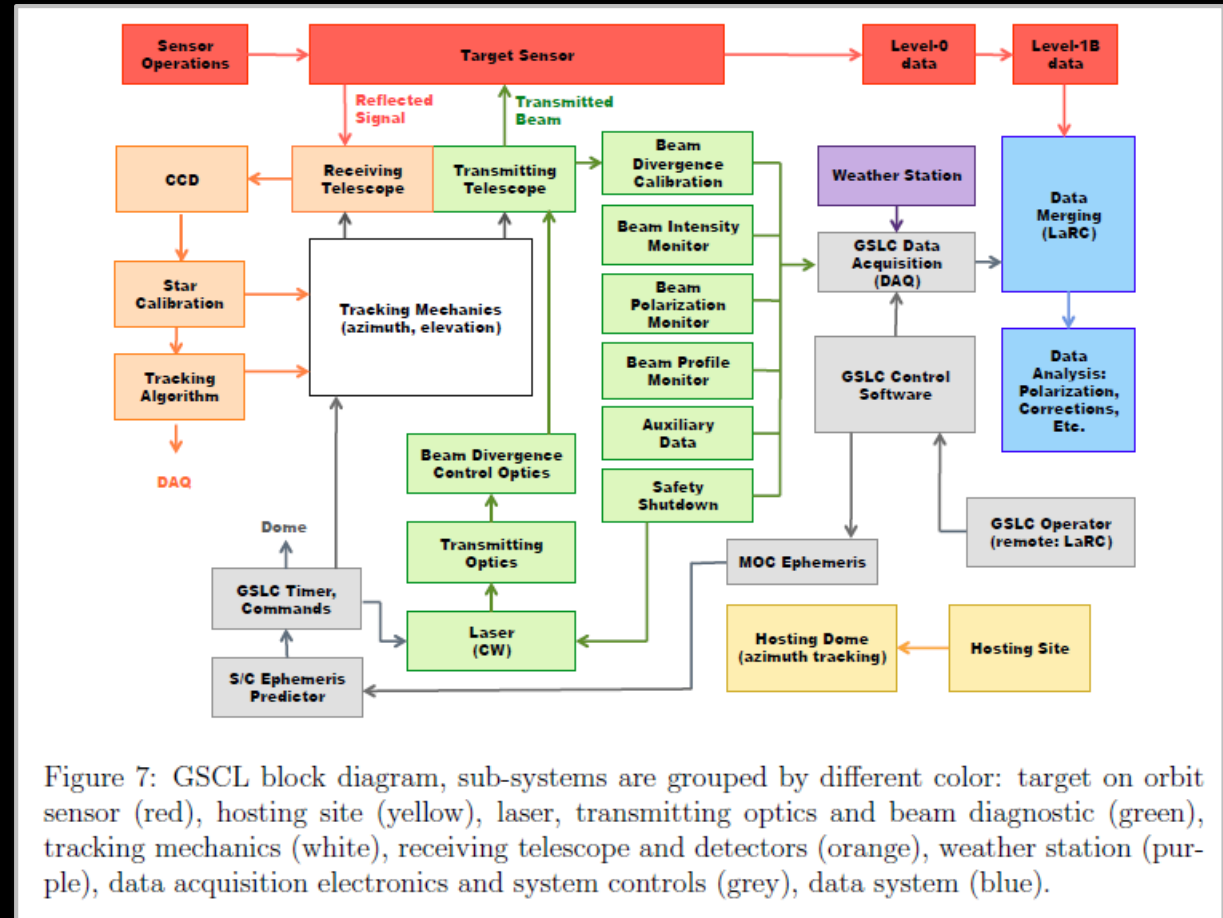 Sensor
Operations
Target Sensor
Level-0
data
Level-1B
data
Reflected
Signal
Transmitted
Beam
CCD
Receiving
Telescope
Transmitting
Telescope
Beam
Divergence
Calibration
Weather Station
Data
Merging
(LaRC)
Beam Intensity
Monitor
GSLC Data
Acquisition
(DAQ)
Star
Calibration
Tracking Mechanics
(azimuth, elevation)
Beam
Polarization
Monitor
Tracking
Algorithm
Beam Profile
Monitor
GSLC Control
Software
Data
Analysis:
Polarization,
Corrections,
Etc.
Auxiliary
Data
DAQ
Beam Divergence
Control Optics
Safety
Shutdown
Dome
Transmitting
Optics
GSLC Operator
(remote: LaRC)
MOC Ephemeris
GSLC Timer,
Commands
Laser
(CW)
Hosting Dome
(azimuth tracking)
Hosting Site
S/C Ephemeris
Predictor
Figure 7: GSCL block diagram, sub-systems are grouped by different color: target on orbit
sensor (red), hosting site (yellow), laser, transmitting optics and beam diagnostic (green),
tracking mechanics (white), receiving telescope and detectors (orange), weather station (pur-
ple), data acquisition electronics and system controls (grey), data system (blue).